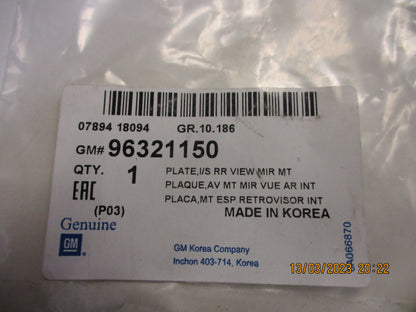 07894 18094 GR.10.186
GM# 96321150
QTY. 1 PLATE,I/S RR VIEW MIR MT
PLAQUE,AV MT MIR VUE AR INT
PLACA,MT ESP RETROVISOR INT
EAC
(P03) MADE IN KOREA
Genuine
GM
GM Korea Company
Inchon 403-714, Korea
A066870
13/03/2023 20:22